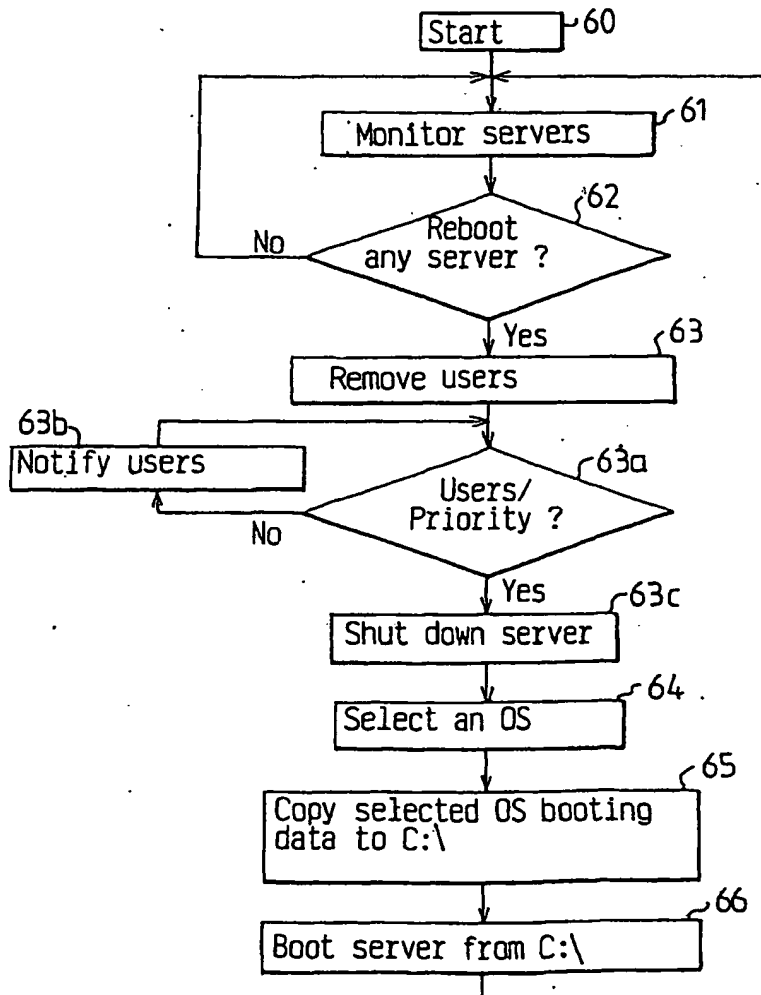 Start
60
Monitor servers
61
62
Reboot
any server ?
No
Yes
63
Remove users
63b
Notify users
63a
Users/
Priority ?
No
Yes
63c
Shut down server
64
Select an OS
65
Copy selected OS booting
data to C:\
66
Boot server from C:\